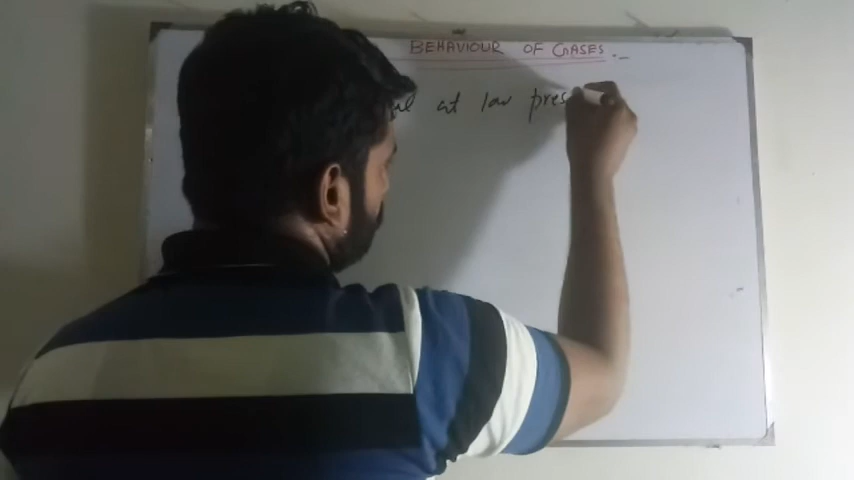 BEHAVIOUR OF GASES :-
at low pres